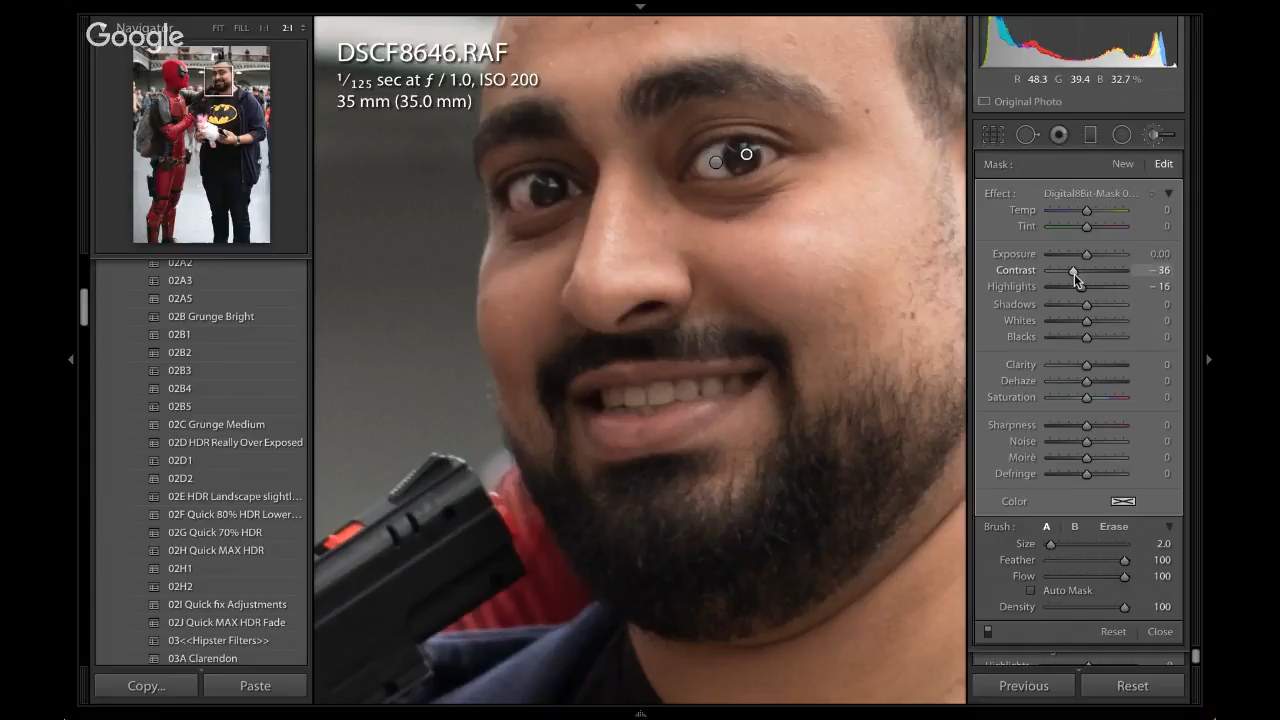 Navigator FIT FILL 1:1 2:1
Google
DSCF8646.RAF
1/125 sec at ƒ / 1.0, ISO 200
35 mm (35.0 mm)
02A2
02A3
02A5
02B Grunge Bright
02B1
02B2
02B3
02B4
02B5
02C Grunge Medium
02D HDR Really Over Exposed
02D1
02D2
02E HDR Landscape slightl...
02F Quick 80% HDR Lower...
02G Quick 70% HDR
02H Quick MAX HDR
02H1
02H2
02I Quick fix Adjustments
02J Quick MAX HDR Fade
03<<Hipster Filters>>
03A Clarendon
Copy... Paste
R 48.3 G 39.4 B 32.7 %
Original Photo
Mask : New Edit
Effect : Digital8Bit-Mask 0...
Temp 0
Tint 0
Exposure 0.00
Contrast – 36
Highlights – 16
Shadows 0
Whites 0
Blacks 0
Clarity 0
Dehaze 0
Saturation 0
Sharpness 0
Noise 0
Moiré 0
Defringe 0
Color
Brush : A B Erase
Size 2.0
Feather 100
Flow 100
Auto Mask
Density 100
Reset Close
Highlights
Previous Reset